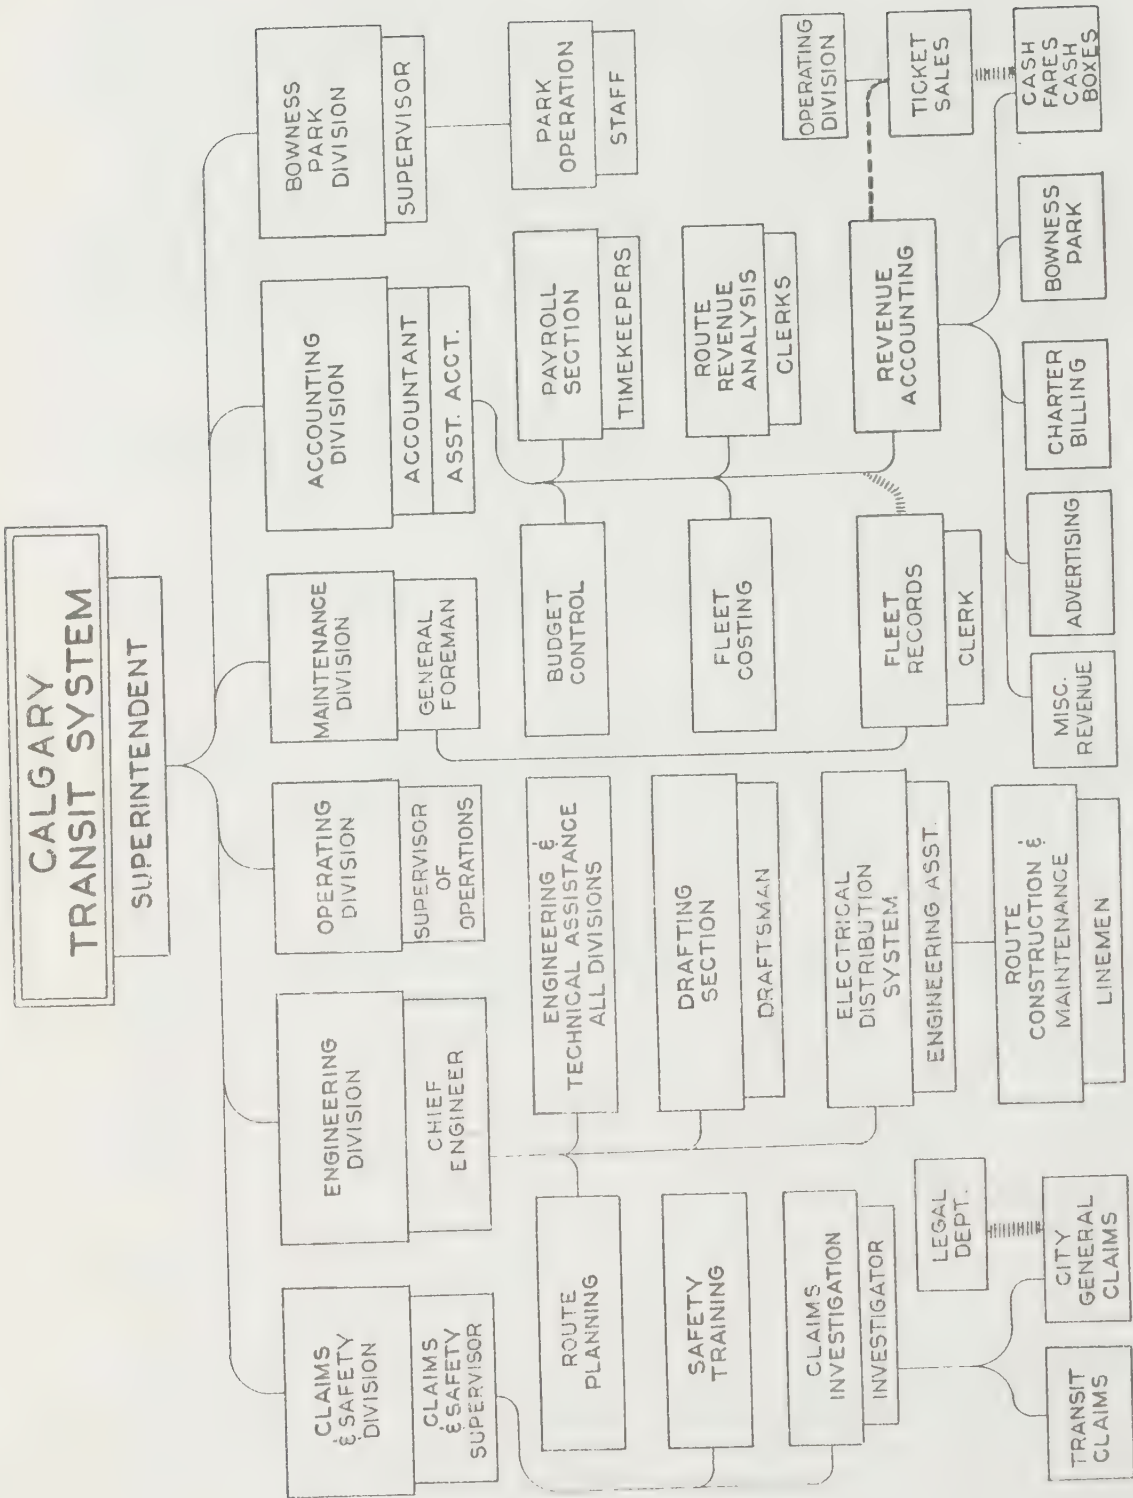 CALGARY
TRANSIT SYSTEM
SUPERINTENDENT
CLAIMS
& SAFETY
DIVISION
CLAIMS
& SAFETY
SUPERVISOR
ENGINEERING
DIVISION
CHIEF
ENGINEER
OPERATING
DIVISION
SUPERVISOR
OF
OPERATIONS
MAINTENANCE
DIVISION
GENERAL
FOREMAN
ACCOUNTING
DIVISION
ACCOUNTANT
ASST. ACCT.
BOWNESS
PARK
DIVISION
SUPERVISOR
ROUTE
PLANNING
ENGINEERING &
TECHNICAL ASSISTANCE
ALL DIVISIONS
BUDGET
CONTROL
PAYROLL
SECTION
TIMEKEEPERS
PARK
OPERATION
STAFF
SAFETY
TRAINING
DRAFTING
SECTION
DRAFTSMAN
FLEET
COSTING
ROUTE
REVENUE
ANALYSIS
CLERKS
CLAIMS
INVESTIGATION
INVESTIGATOR
ELECTRICAL
DISTRIBUTION
SYSTEM
ENGINEERING ASST.
FLEET
RECORDS
CLERK
REVENUE
ACCOUNTING
OPERATING
DIVISION
TICKET
SALES
LEGAL
DEPT.
TRANSIT
CLAIMS
CITY
GENERAL
CLAIMS
ROUTE
CONSTRUCTION &
MAINTENANCE
LINEMEN
MISC.
REVENUE
ADVERTISING
CHARTER
BILLING
BOWNESS
PARK
CASH
FARES
CASH
BOXES